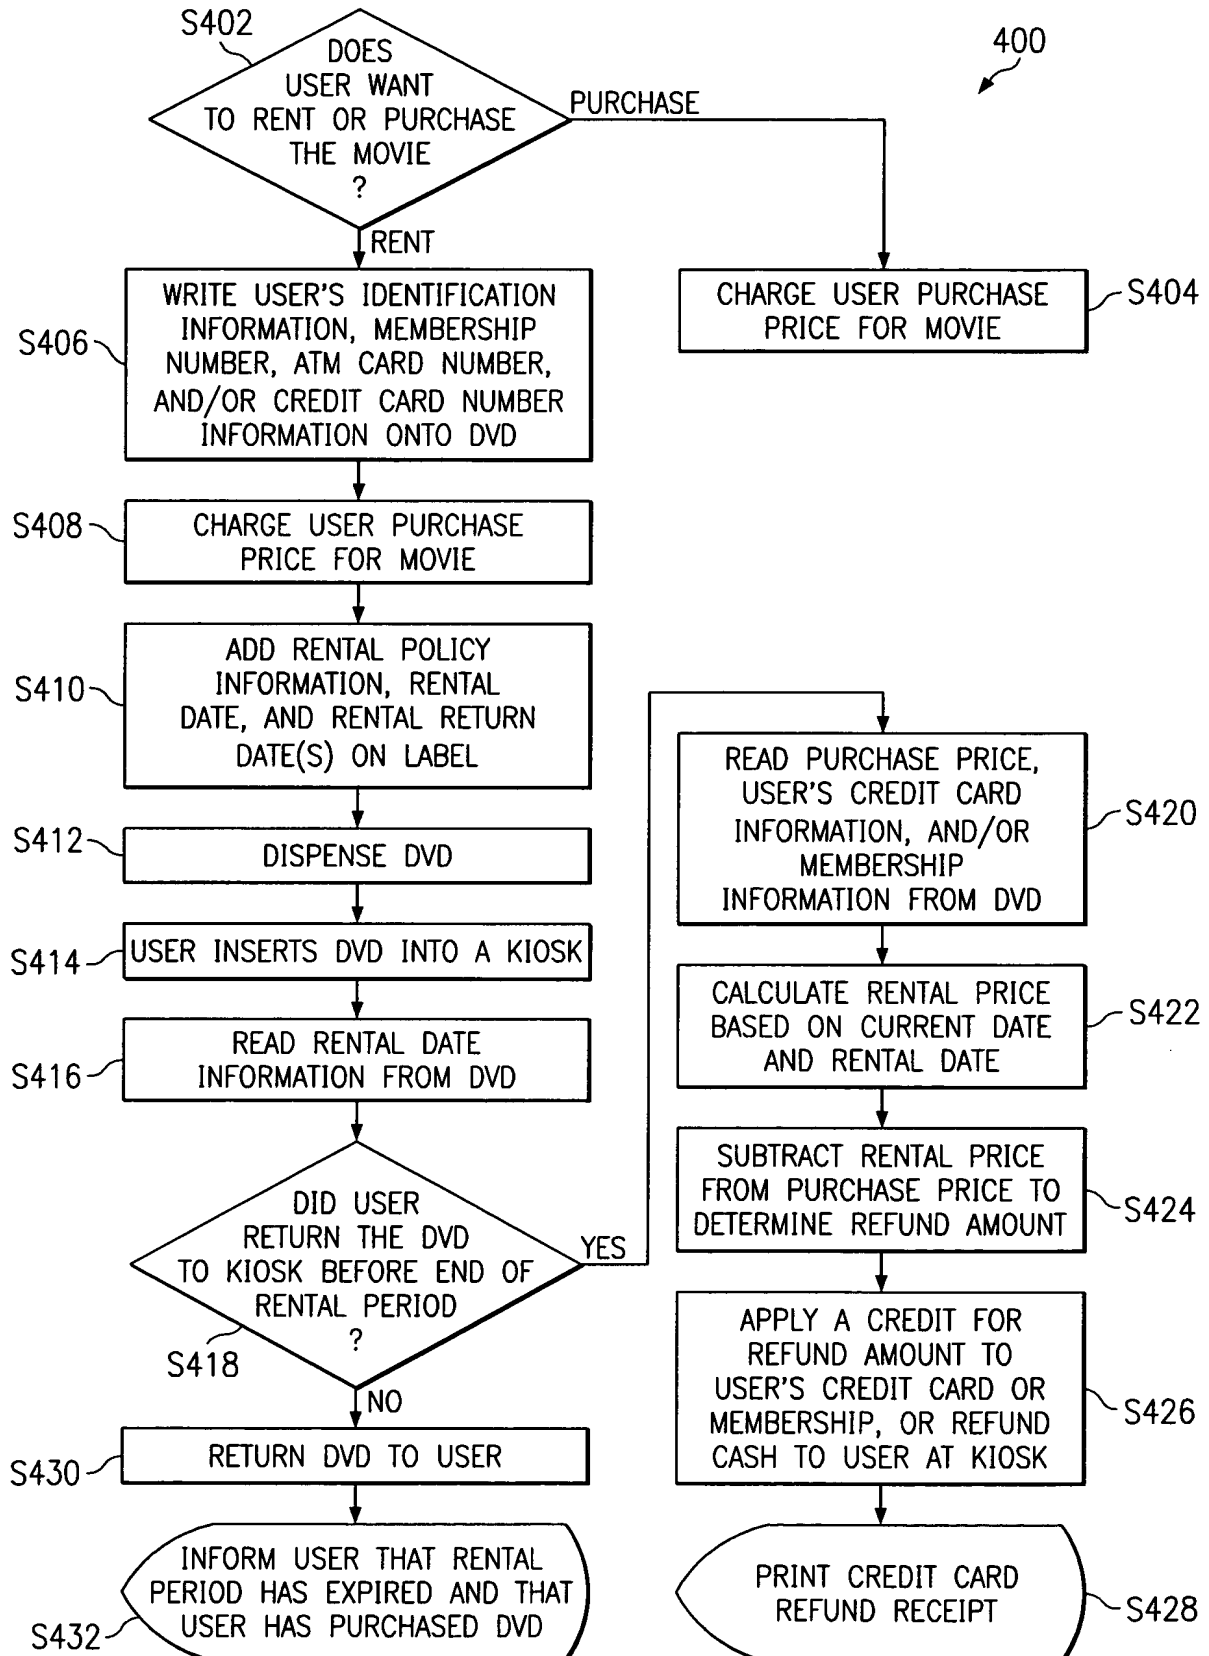 S402
DOES
USER WANT
TO RENT OR PURCHASE
THE MOVIE
?
400
PURCHASE
RENT
CHARGE USER PURCHASE
PRICE FOR MOVIE
S404
WRITE USER'S IDENTIFICATION
INFORMATION, MEMBERSHIP
NUMBER, ATM CARD NUMBER,
AND/OR CREDIT CARD NUMBER
INFORMATION ONTO DVD
S406
S408
CHARGE USER PURCHASE
PRICE FOR MOVIE
S410
ADD RENTAL POLICY
INFORMATION, RENTAL
DATE, AND RENTAL RETURN
DATE(S) ON LABEL
S412
DISPENSE DVD
S414
USER INSERTS DVD INTO A KIOSK
S416
READ RENTAL DATE
INFORMATION FROM DVD
DID USER
RETURN THE DVD
TO KIOSK BEFORE END OF
RENTAL PERIOD
?
S418
YES
NO
READ PURCHASE PRICE,
USER'S CREDIT CARD
INFORMATION, AND/OR
MEMBERSHIP
INFORMATION FROM DVD
S420
CALCULATE RENTAL PRICE
BASED ON CURRENT DATE
AND RENTAL DATE
S422
SUBTRACT RENTAL PRICE
FROM PURCHASE PRICE TO
DETERMINE REFUND AMOUNT
S424
APPLY A CREDIT FOR
REFUND AMOUNT TO
USER'S CREDIT CARD OR
MEMBERSHIP, OR REFUND
CASH TO USER AT KIOSK
S426
PRINT CREDIT CARD
REFUND RECEIPT
S428
S430
RETURN DVD TO USER
INFORM USER THAT RENTAL
PERIOD HAS EXPIRED AND THAT
USER HAS PURCHASED DVD
S432